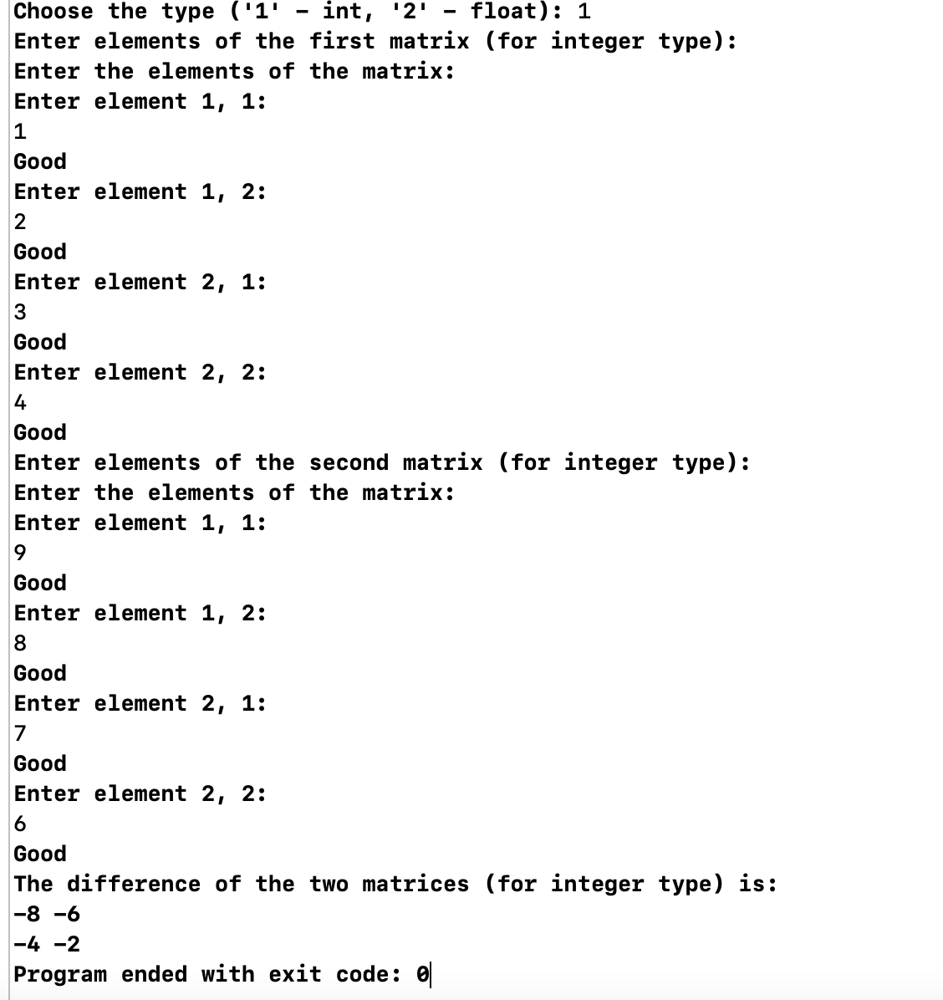 Choose the type ('1' - int, '2' - float): 1
Enter elements of the first matrix (for integer type):
Enter the elements of the matrix:
Enter element 1, 1:
1
Good
Enter element 1, 2:
2
Good
Enter element 2, 1:
3
Good
Enter element 2, 2:
4
Good
Enter elements of the second matrix (for integer type):
Enter the elements of the matrix:
Enter element 1, 1:
9
Good
Enter element 1, 2:
8
Good
Enter element 2, 1:
7
Good
Enter element 2, 2:
6
Good
The difference of the two matrices (for integer type) is:
-8 -6
-4 -2
Program ended with exit code: 0